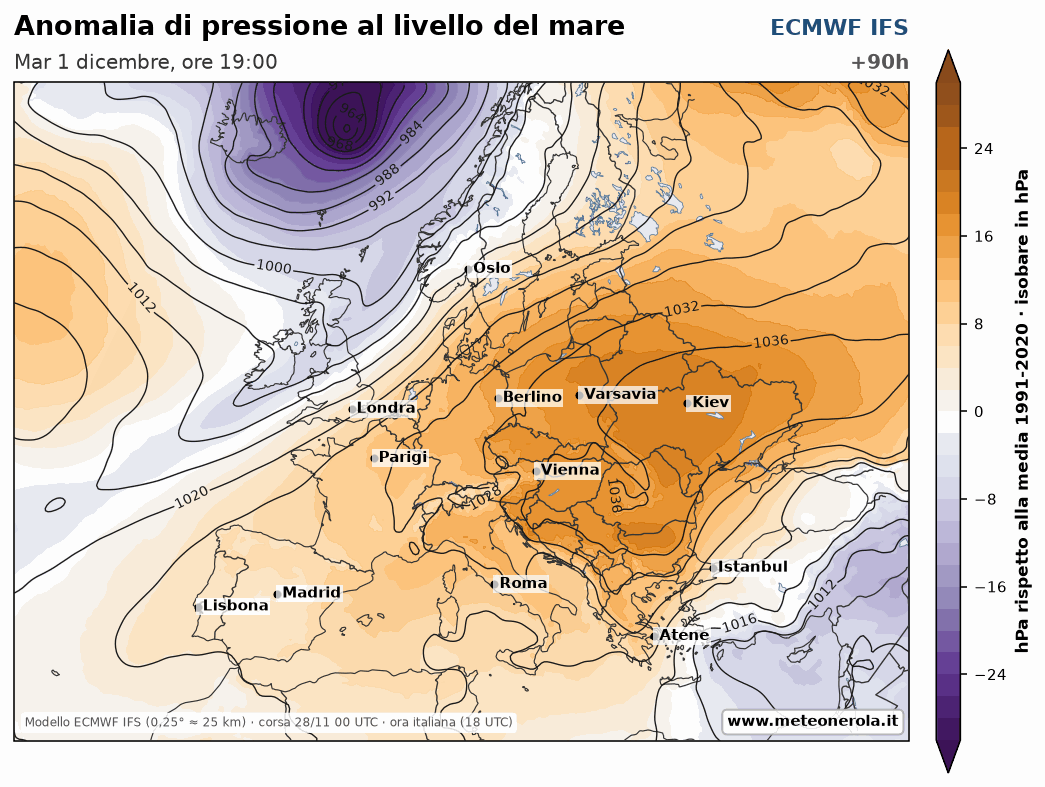 Anomalia di pressione al livello del mare
ECMWF IFS
Mar 1 dicembre, ore 19:00
+90h
1032
964
968
984
988
992
1000
Oslo
1012
1032
1036
Berlino
Varsavia
Kiev
Londra
Parigi
Vienna
1020
1028
1036
Istanbul
Roma
Madrid
Lisbona
1012
1016
Atene
Modello ECMWF IFS (0,25° ≈ 25 km) · corsa 28/11 00 UTC · ora italiana (18 UTC)
www.meteonerola.it
24
16
8
0
−8
−16
−24
hPa rispetto alla media 1991-2020 · isobare in hPa